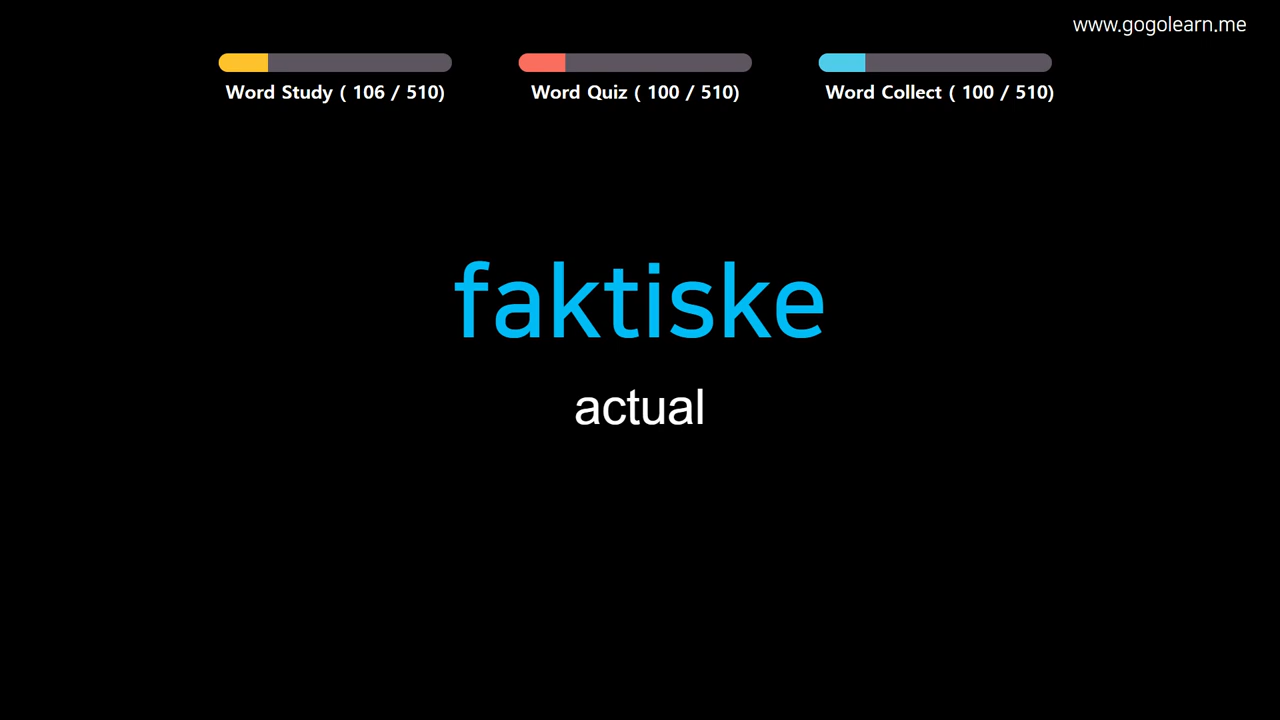 www.gogolearn.me
Word Study ( 106 / 510)
Word Quiz ( 100 / 510)
Word Collect ( 100 / 510)
faktiske
actual